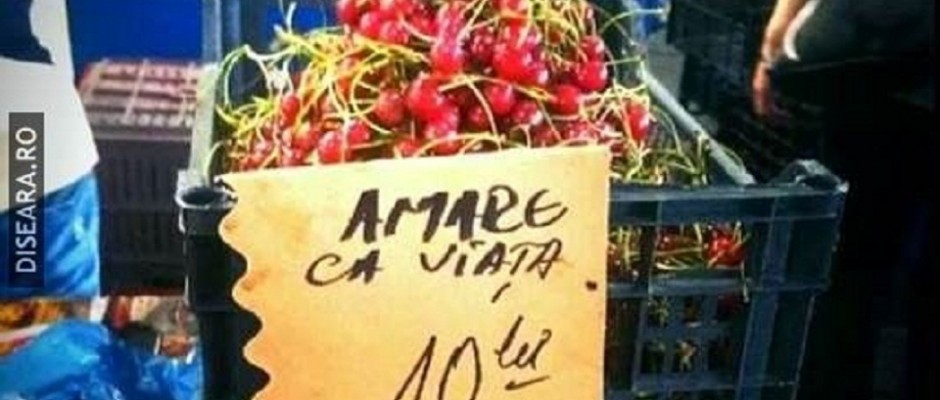 DISEARA.RO
AMARE
CA VIAȚA.
10 lei